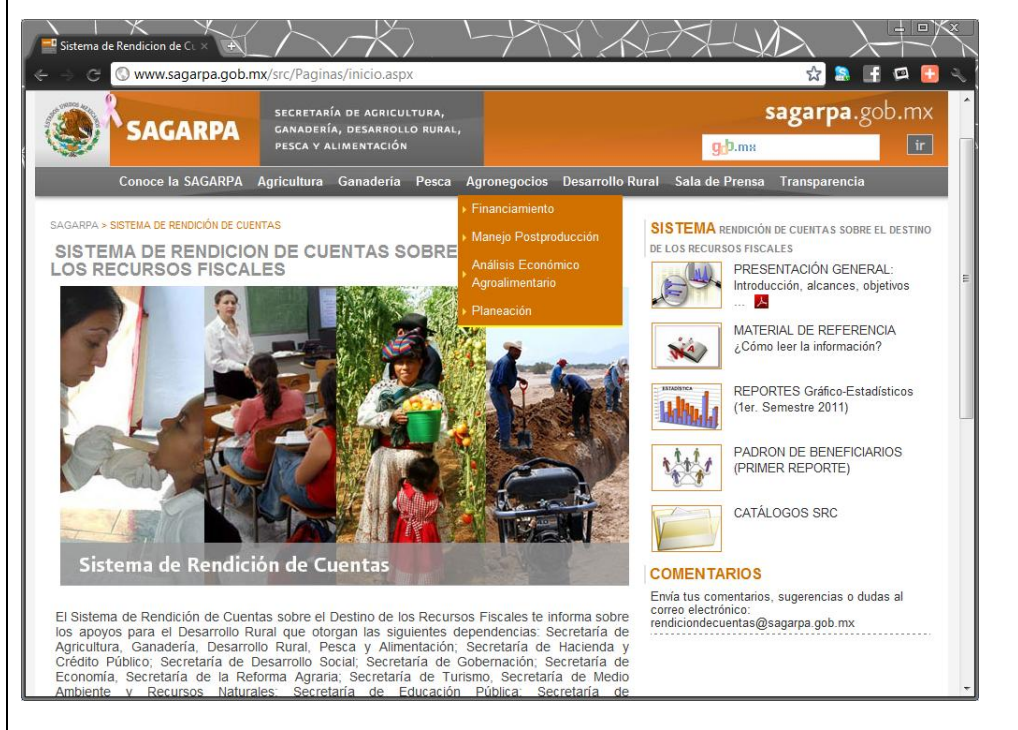 Sistema de Rendicion de Cu
www.sagarpa.gob.mx/src/Paginas/inicio.aspx
SAGARPA
SECRETARÍA DE AGRICULTURA,
GANADERÍA, DESARROLLO RURAL,
PESCA Y ALIMENTACIÓN
sagarpa.gob.mx
gob.mx
ir
Conoce la SAGARPA Agricultura Ganadería Pesca Agronegocios Desarrollo Rural Sala de Prensa Transparencia
Financiamiento
Manejo Postproducción
Análisis Económico
Agroalimentario
Planeación
SAGARPA > SISTEMA DE RENDICIÓN DE CUENTAS
SISTEMA DE RENDICION DE CUENTAS SOBRE
LOS RECURSOS FISCALES
Sistema de Rendición de Cuentas
El Sistema de Rendición de Cuentas sobre el Destino de los Recursos Fiscales te informa sobre
los apoyos para el Desarrollo Rural que otorgan las siguientes dependencias: Secretaría de
Agricultura, Ganadería, Desarrollo Rural, Pesca y Alimentación; Secretaría de Hacienda y
Crédito Público; Secretaría de Desarrollo Social; Secretaría de Gobernación; Secretaría de
Economía, Secretaría de la Reforma Agraria; Secretaría de Turismo, Secretaría de Medio
Ambiente y Recursos Naturales; Secretaría de Educación Pública; Secretaría de
SISTEMA RENDICIÓN DE CUENTAS SOBRE EL DESTINO
DE LOS RECURSOS FISCALES
PRESENTACIÓN GENERAL:
Introducción, alcances, objetivos
...
MATERIAL DE REFERENCIA
¿Cómo leer la información?
ESTADÍSTICA
REPORTES Gráfico-Estadísticos
(1er. Semestre 2011)
PADRON DE BENEFICIARIOS
(PRIMER REPORTE)
CATÁLOGOS SRC
COMENTARIOS
Envía tus comentarios, sugerencias o dudas al
correo electrónico:
rendiciondecuentas@sagarpa.gob.mx